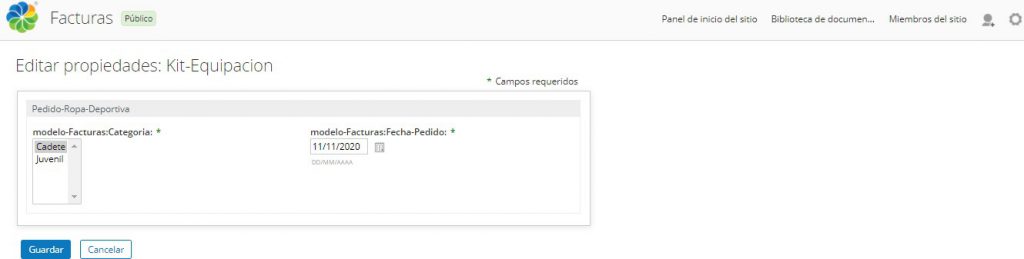 Facturas Público Panel de inicio del sitio Biblioteca de documen... Miembros del sitio
Editar propiedades: Kit-Equipacion
* Campos requeridos
Pedido-Ropa-Deportiva
modelo-Facturas:Categoria: * modelo-Facturas:Fecha-Pedido: *
Cadete 11/11/2020
Juvenil DD/MM/AAAA
Guardar Cancelar